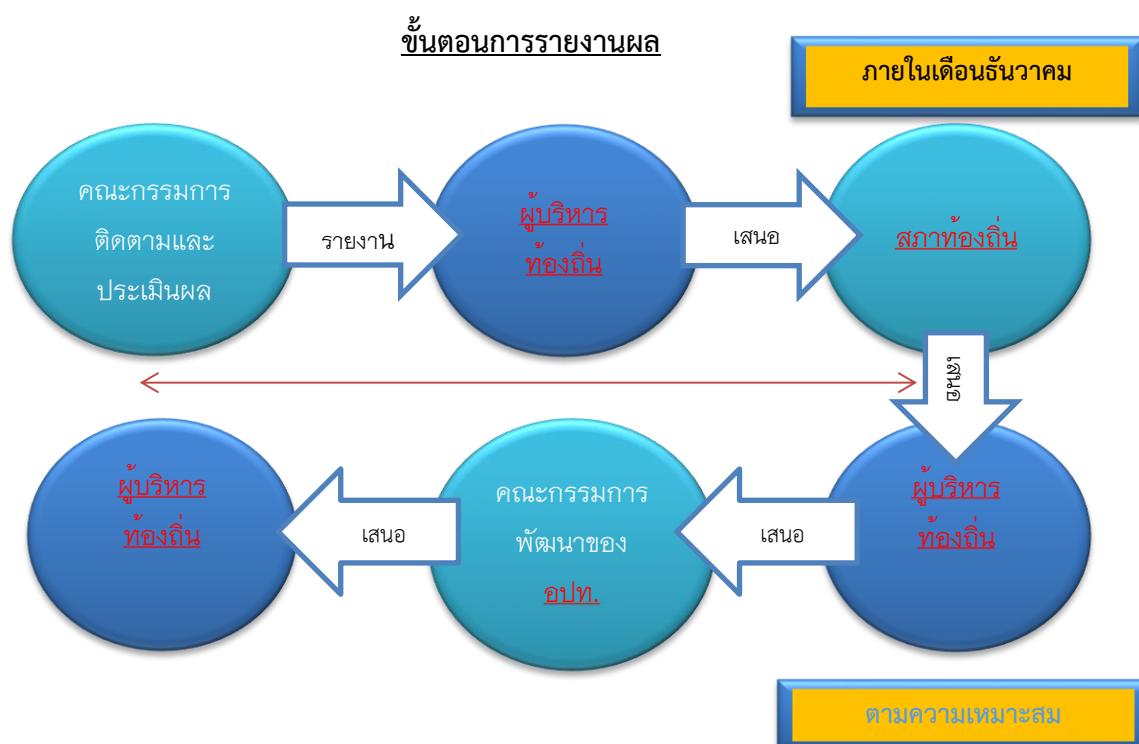 ขั้นตอนการรายงานผล
ภายในเดือนธันวาคม
คณะกรรมการ
ติดตามและ
ประเมินผล
รายงาน
ผู้บริหาร
ท้องถิ่น
เสนอ
สภาท้องถิ่น
เสนอ
ผู้บริหาร
ท้องถิ่น
เสนอ
คณะกรรมการ
พัฒนาของ
อปท.
เสนอ
ผู้บริหาร
ท้องถิ่น
ตามความเหมาะสม